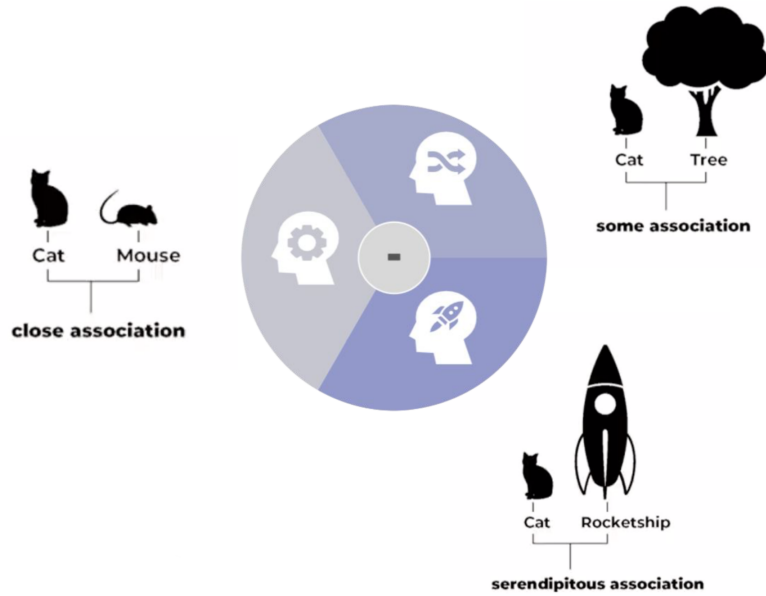 Cat Tree
some association
Cat Mouse
close association
Cat Rocketship
serendipitous association